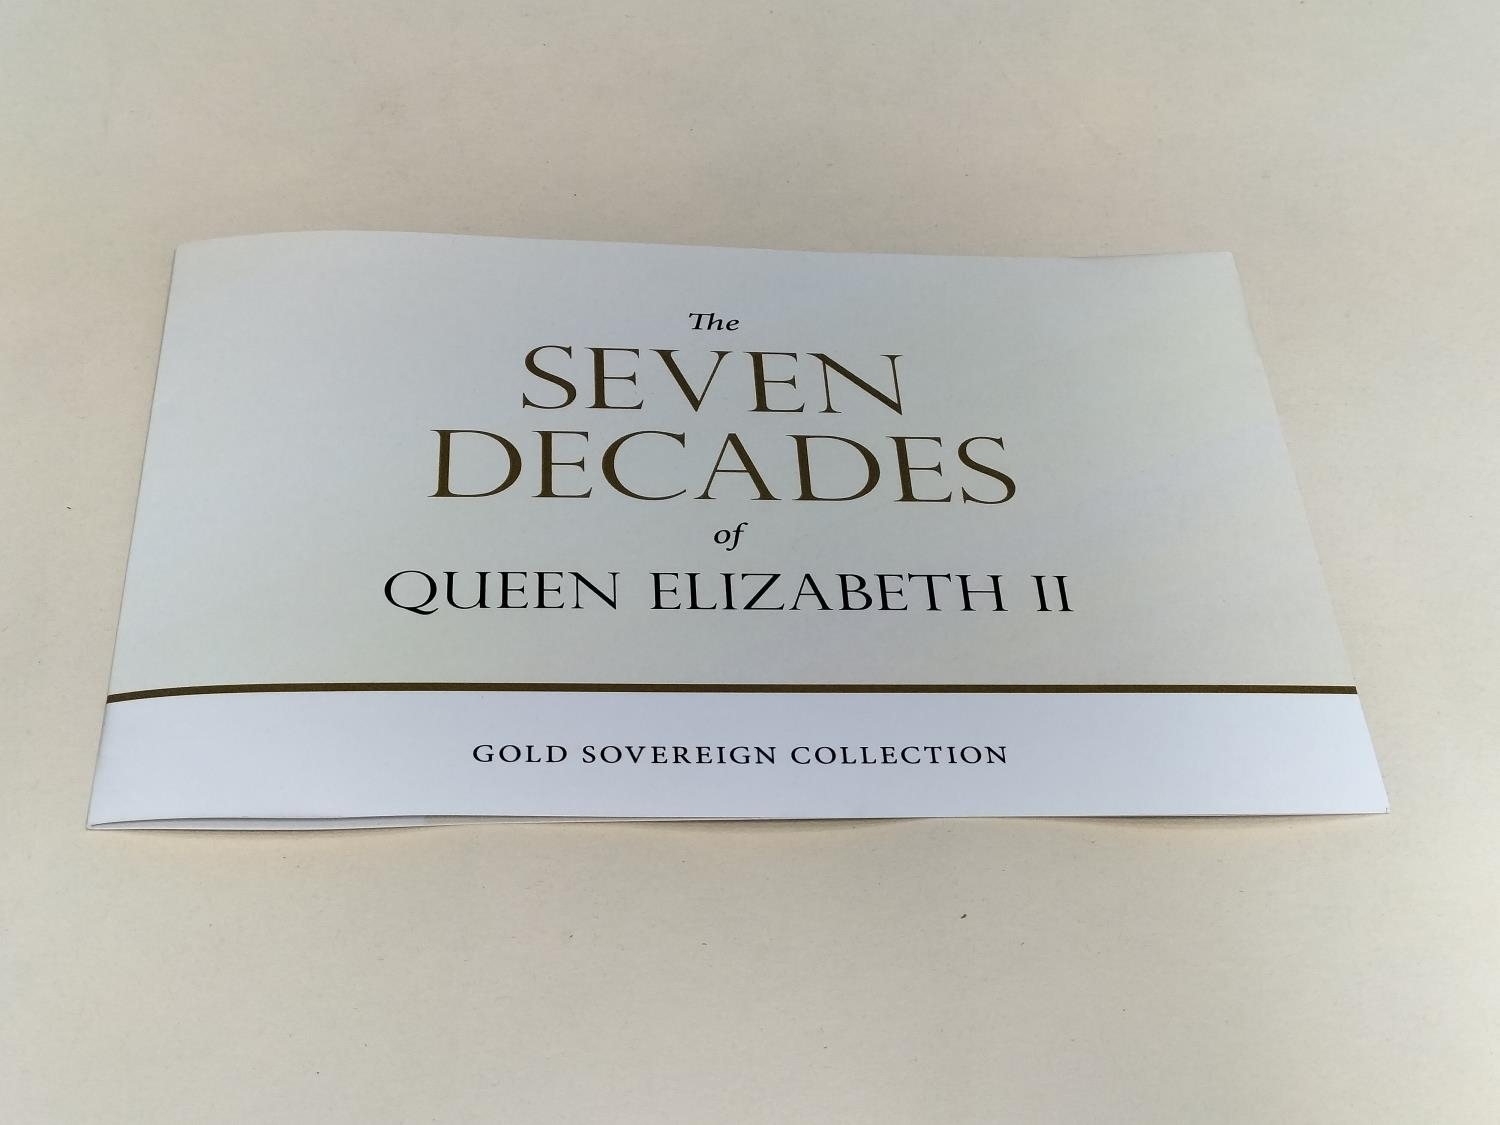 The
SEVEN
DECADES
of
QUEEN ELIZABETH II
GOLD SOVEREIGN COLLECTION